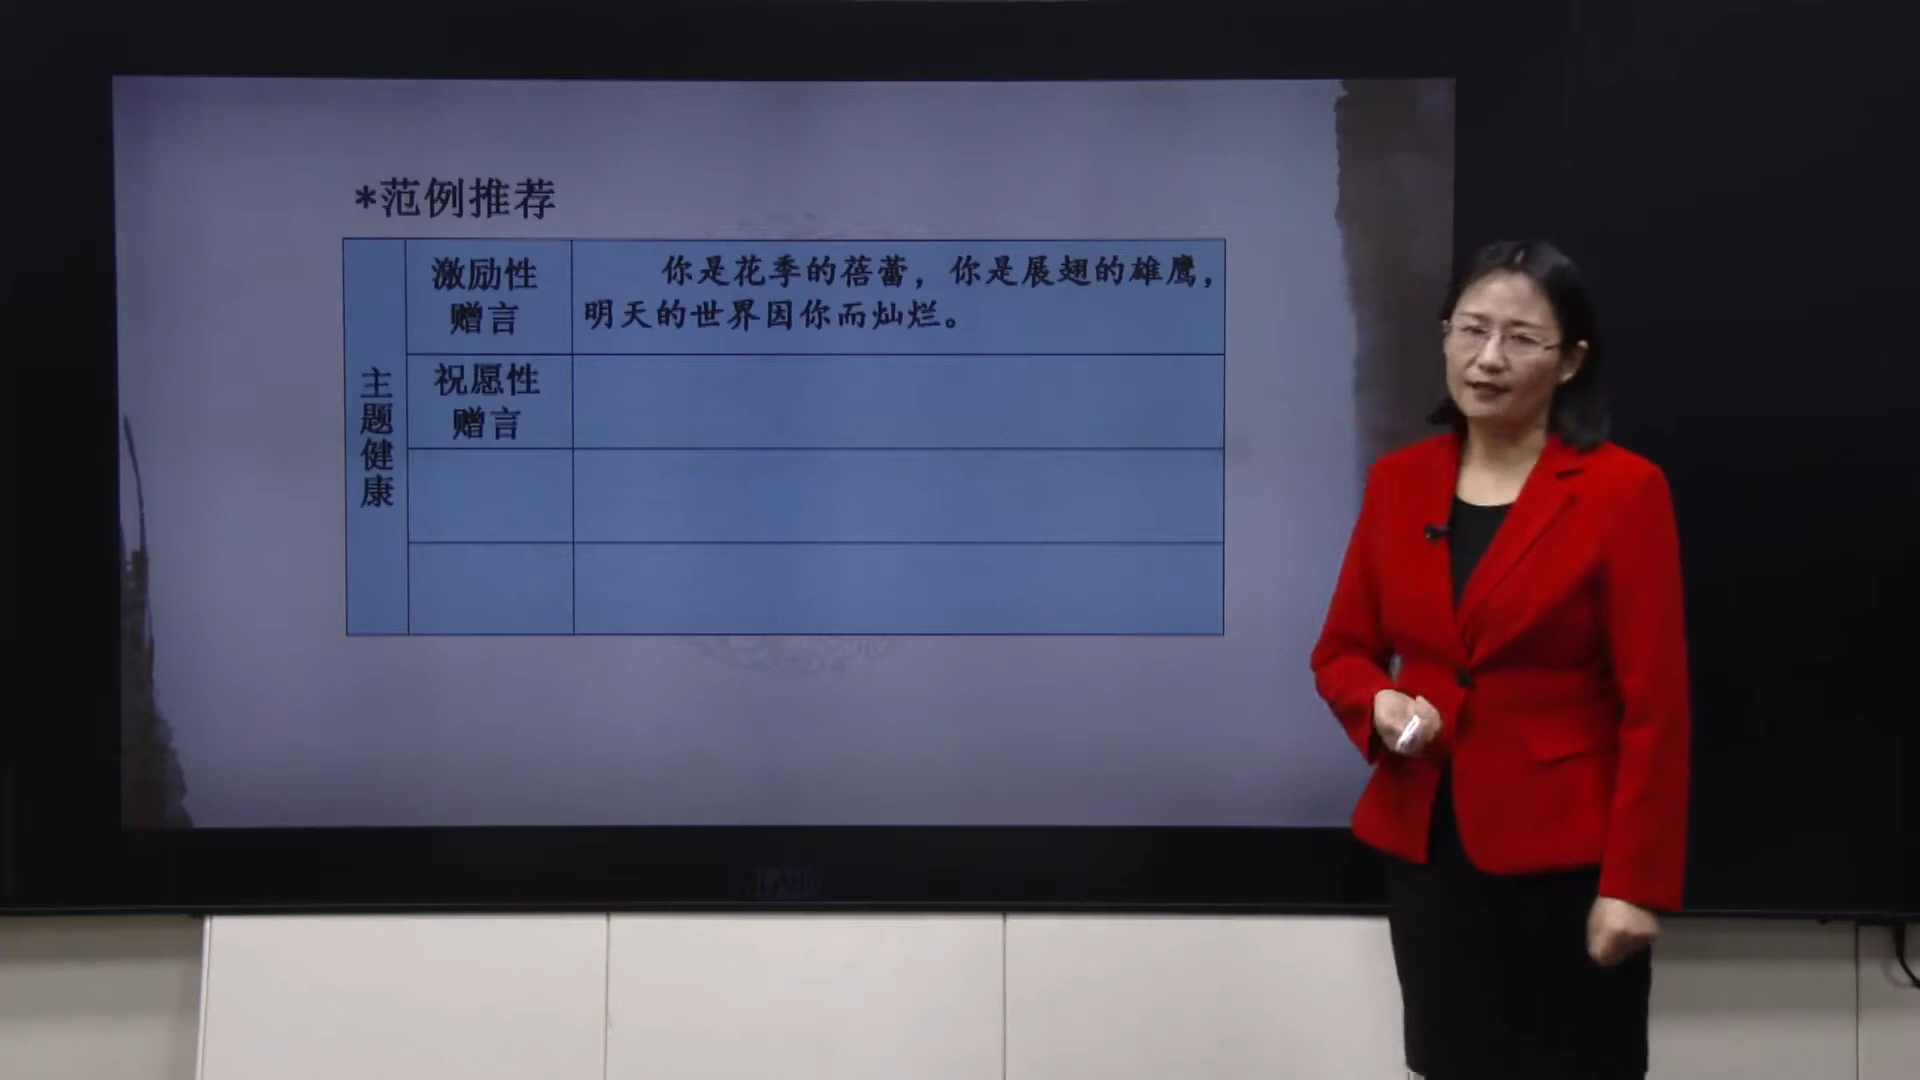 *范例推荐
主题健康
激励性
赠言
你是花季的蓓蕾，你是展翅的雄鹰，
明天的世界因你而灿烂。
祝愿性
赠言